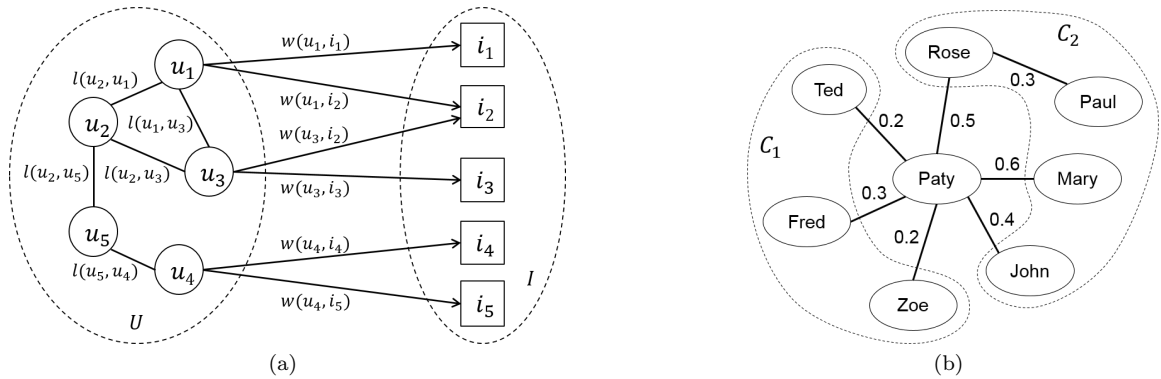 w(u₁, i₁)
i₁
u₁
l(u₂, u₁)
w(u₁, i₂)
i₂
u₂
l(u₁, u₃)
w(u₃, i₂)
l(u₂, u₅)
l(u₂, u₃)
u₃
w(u₃, i₃)
i₃
u₅
w(u₄, i₄)
i₄
l(u₅, u₄)
u₄
w(u₄, i₅)
i₅
U
I
(a)
C₂
Rose
0.3
Paul
Ted
0.2
0.5
C₁
Paty
0.6
Mary
0.3
Fred
0.2
0.4
John
Zoe
(b)